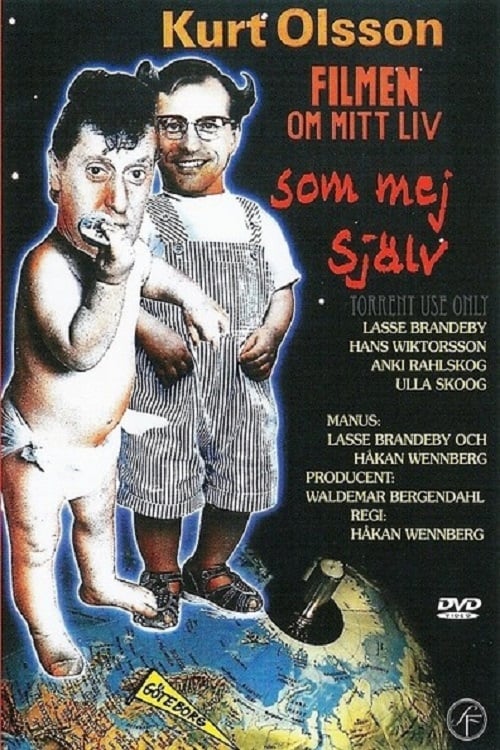 Kurt Olsson
FILMEN
OM MITT LIV
som mej
själv
TORRENT USE ONLY
LASSE BRANDEBY
HANS WIKTORSSON
ANKI RAHLSKOG
ULLA SKOOG
MANUS:
LASSE BRANDEBY OCH
HÅKAN WENNBERG
PRODUCENT:
WALDEMAR BERGENDAHL
REGI:
HÅKAN WENNBERG
DVD
VIDEO
GÖTEBORG
SF